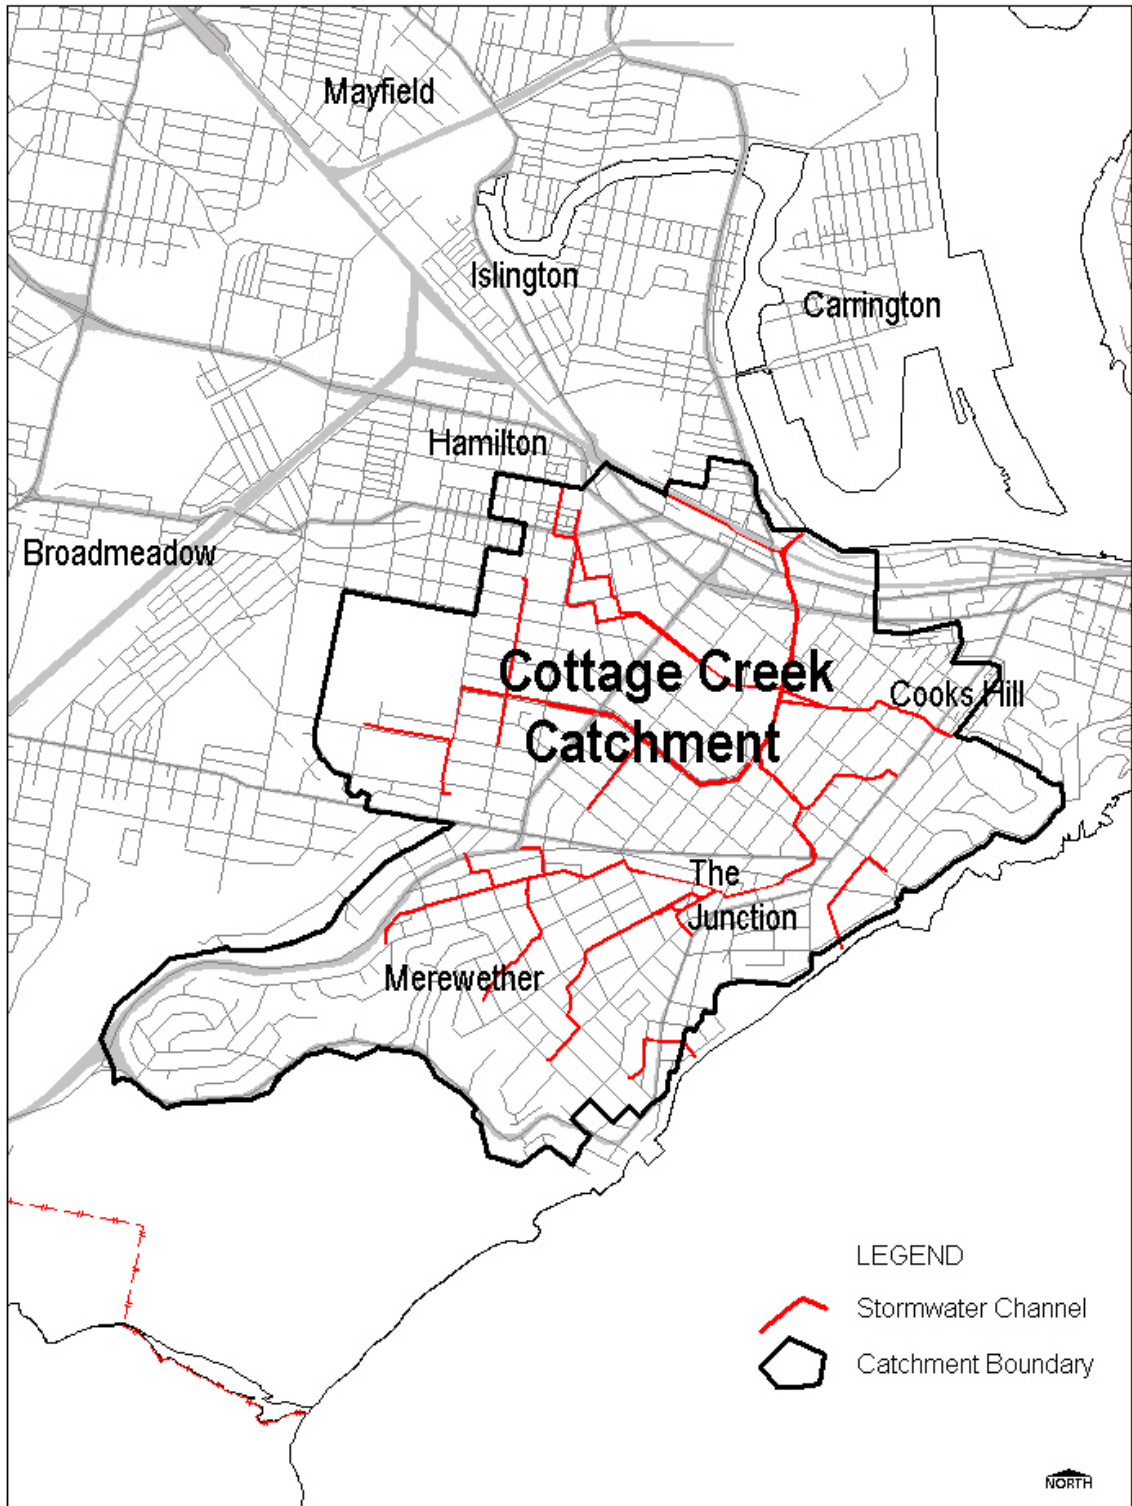 Mayfield
Islington
Carrington
Hamilton
Broadmeadow
Cottage Creek
Catchment
Cooks Hill
The
Junction
Merewether
LEGEND
Stormwater Channel
Catchment Boundary
NORTH